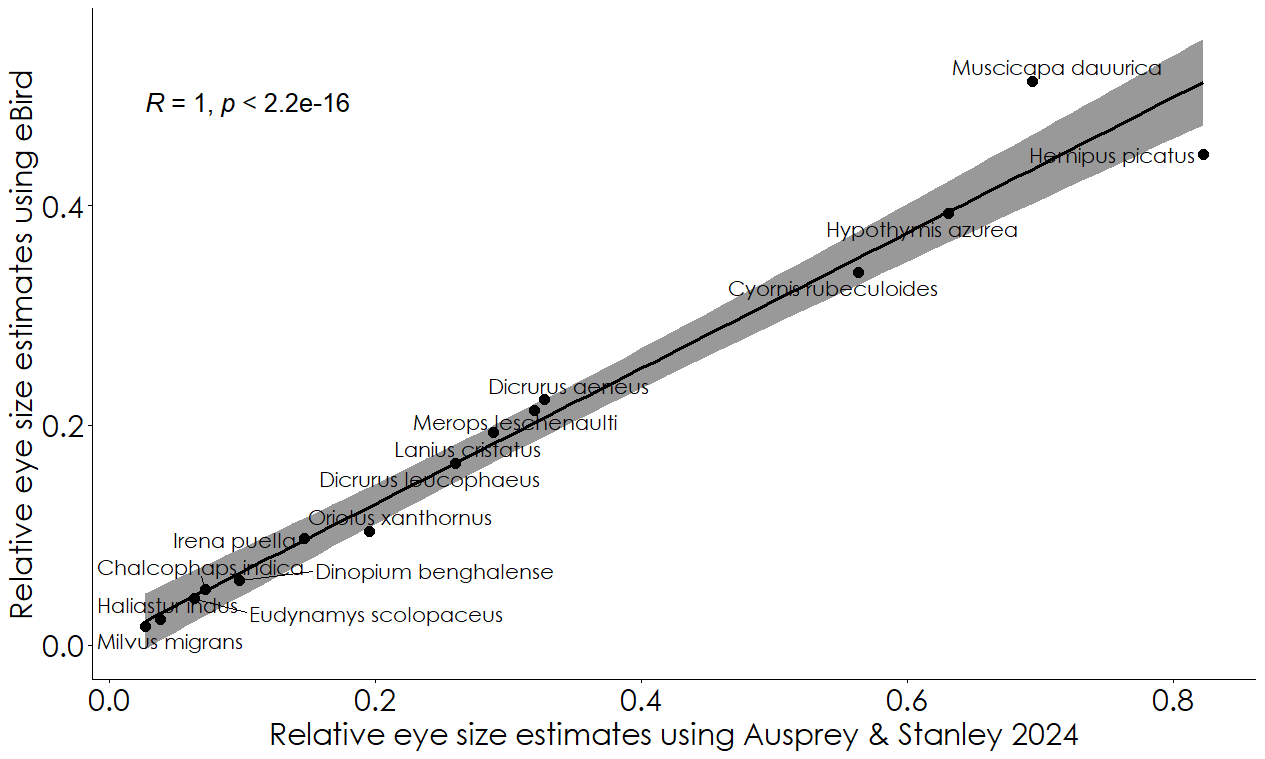 Relative eye size estimates using eBird
R = 1, p < 2.2e-16
Muscicapa dauurica
Hemipus picatus
0.4
Hypothymis azurea
Cyornis rubeculoides
Dicrurus aeneus
0.2
Merops leschenaulti
Lanius cristatus
Dicrurus leucophaeus
Oriolus xanthornus
Irena puella
Chalcophaps indica
Dinopium benghalense
Haliastur indus
Eudynamys scolopaceus
0.0
Milvus migrans
0.0 0.2 0.4 0.6 0.8
Relative eye size estimates using Ausprey & Stanley 2024